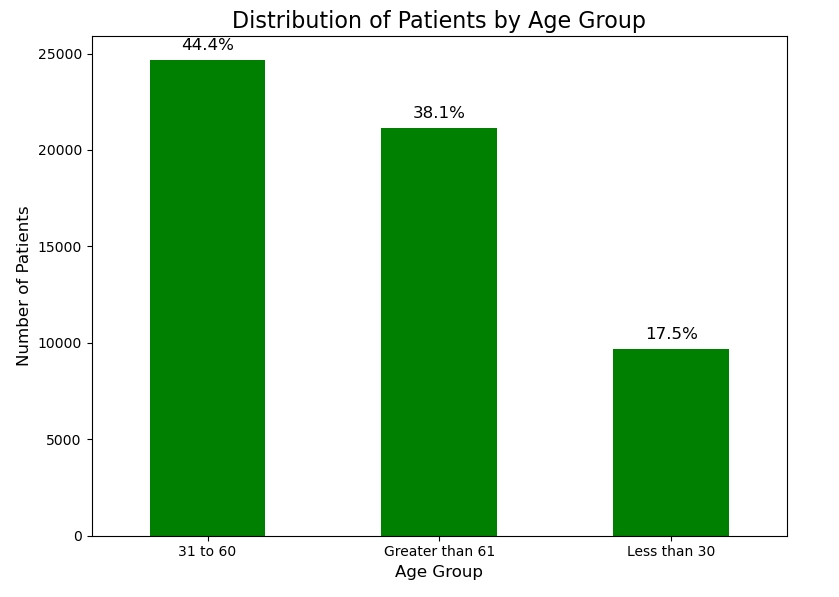 Distribution of Patients by Age Group
44.4%
38.1%
17.5%
25000
20000
15000
10000
5000
0
Number of Patients
31 to 60
Greater than 61
Less than 30
Age Group